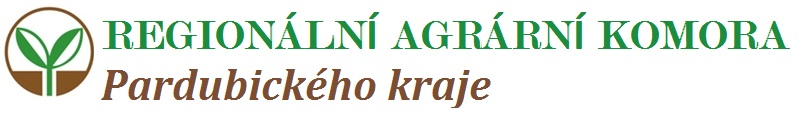 REGIONÁLNÍ AGRÁRNÍ KOMORA
Pardubického kraje